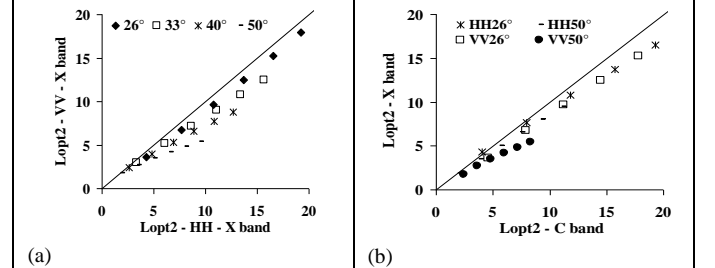 ◆ 26° □ 33° ж 40° - 50°
20
15
10
5
0
0 5 10 15 20
Lopt2 - VV - X band
Lopt2 - HH - X band
(a)
ж HH26° - HH50°
□ VV26° ● VV50°
20
15
10
5
0
0 5 10 15 20
Lopt2 - X band
Lopt2 - C band
(b)